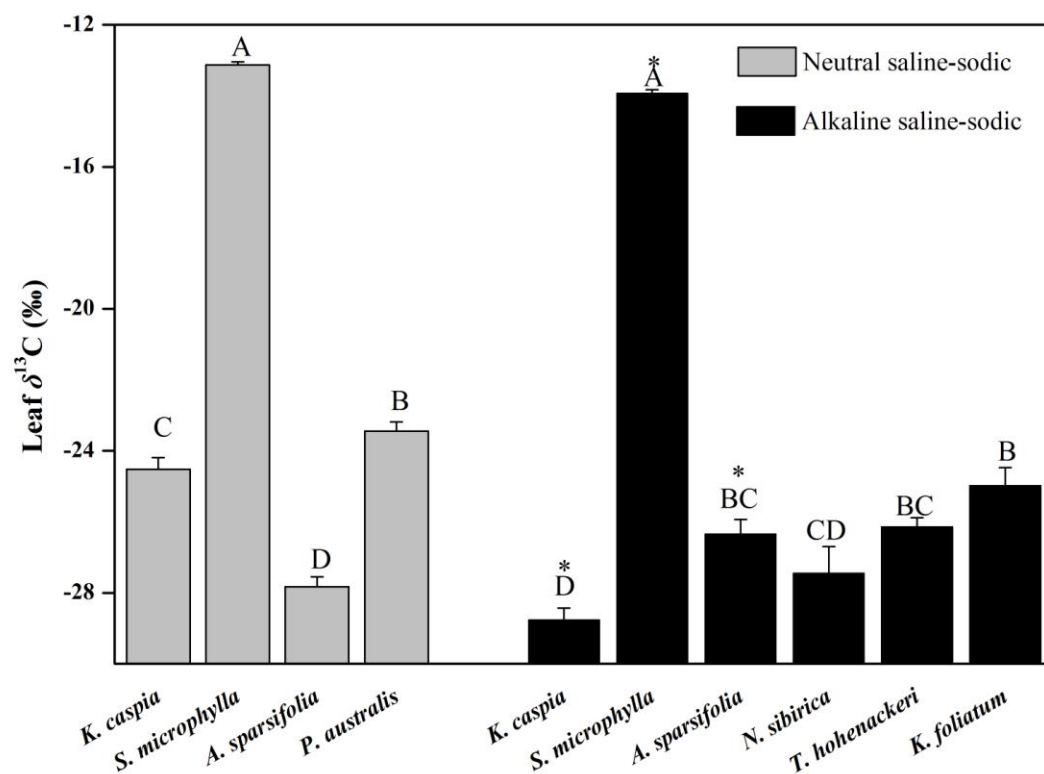 Leaf δ¹³C (‰)
-12
-16
-20
-24
-28
Neutral saline-sodic
Alkaline saline-sodic
C
A
D
B
*
D
*
A
*
BC
CD
BC
B
K. caspia
S. microphylla
A. sparsifolia
P. australis
K. caspia
S. microphylla
A. sparsifolia
N. sibirica
T. hohenackeri
K. foliatum